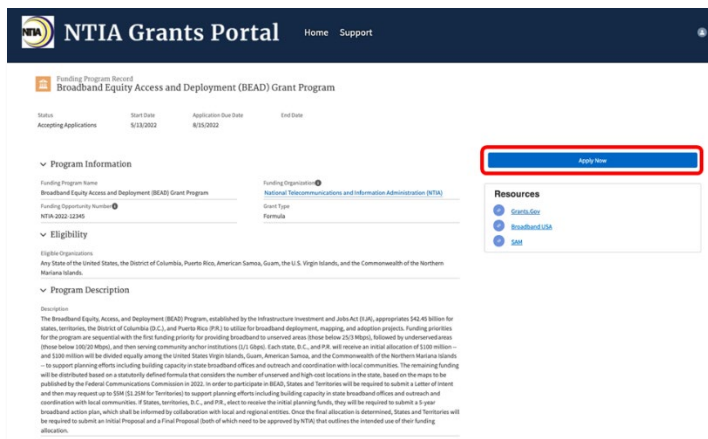 NTIA
NTIA Grants Portal
Home Support
Funding Program Record
Broadband Equity Access and Deployment (BEAD) Grant Program
Status Start Date Application Due Date End Date
Accepting Applications 5/13/2022 8/15/2022
Program Information
Funding Program Name Funding Organization
Broadband Equity Access and Deployment (BEAD) Grant Program National Telecommunications and Information Administration (NTIA)
Funding Opportunity Number Grant Type
NTIA-2022-12345 Formula
Eligibility
Eligible Organizations
Any State of the United States, the District of Columbia, Puerto Rico, American Samoa, Guam, the U.S. Virgin Islands, and the Commonwealth of the Northern
Mariana Islands.
Program Description
Description
The Broadband Equity, Access, and Deployment (BEAD) Program, established by the Infrastructure Investment and Jobs Act (IIJA), appropriates $42.45 billion for
states, territories, the District of Columbia (D.C.), and Puerto Rico (P.R.) to utilize for broadband deployment, mapping, and adoption projects. Funding priorities
for the program are sequential with the first funding priority for providing broadband to unserved areas (those below 25/3 Mbps), followed by underserved areas
(those below 100/20 Mbps), and then serving community anchor institutions (1/1 Gbps). Each state, D.C., and P.R. will receive an initial allocation of $100 million --
and $100 million will be divided equally among the United States Virgin Islands, Guam, American Samoa, and the Commonwealth of the Northern Mariana Islands
-- to support planning efforts including building capacity in state broadband offices and outreach and coordination with local communities. The remaining funding
will be distributed based on a statutorily defined formula that considers the number of unserved and high-cost locations in the state, based on the maps to be
published by the Federal Communications Commission in 2022. In order to participate in BEAD, States and Territories will be required to submit a Letter of Intent
and then may request up to $5M ($1.25M for Territories) to support planning efforts including building capacity in state broadband offices and outreach and
coordination with local communities. If States, territories, D.C., and P.R., elect to receive the initial planning funds, they will be required to submit a 5-year
broadband action plan, which shall be informed by collaboration with local and regional entities. Once the final allocation is determined, States and Territories will
be required to submit an Initial Proposal and a Final Proposal (both of which need to be approved by NTIA) that outlines the intended use of their funding
allocation.
Apply Now
Resources
Grants.Gov
Broadband USA
SAM